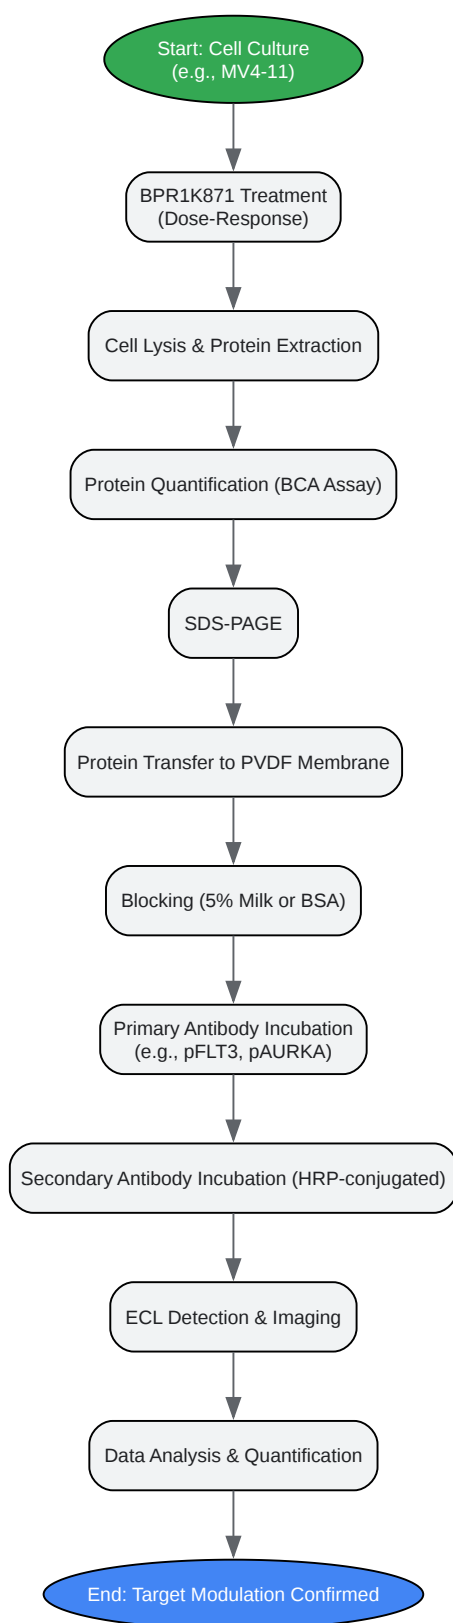 Start: Cell Culture
(e.g., MV4-11)
BPR1K871 Treatment
(Dose-Response)
Cell Lysis & Protein Extraction
Protein Quantification (BCA Assay)
SDS-PAGE
Protein Transfer to PVDF Membrane
Blocking (5% Milk or BSA)
Primary Antibody Incubation
(e.g., pFLT3, pAURKA)
Secondary Antibody Incubation (HRP-conjugated)
ECL Detection & Imaging
Data Analysis & Quantification
End: Target Modulation Confirmed